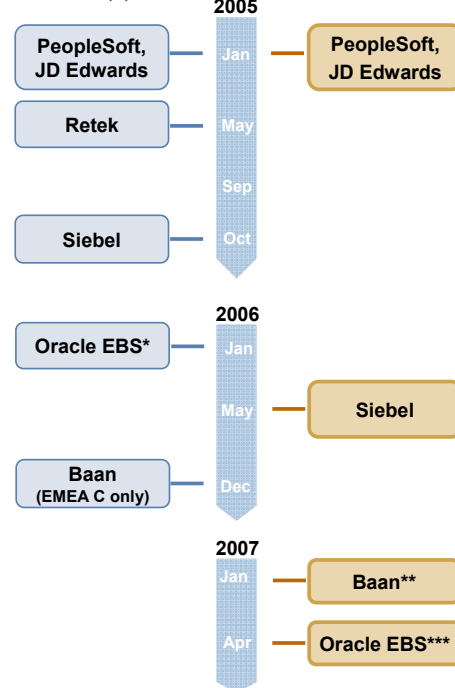 2005
PeopleSoft,
JD Edwards
Jan
PeopleSoft,
JD Edwards
Retek
May
Sep
Siebel
Oct
2006
Oracle EBS*
Jan
May
Siebel
Baan
(EMEA C only)
Dec
2007
Jan
Baan**
Apr
Oracle EBS***